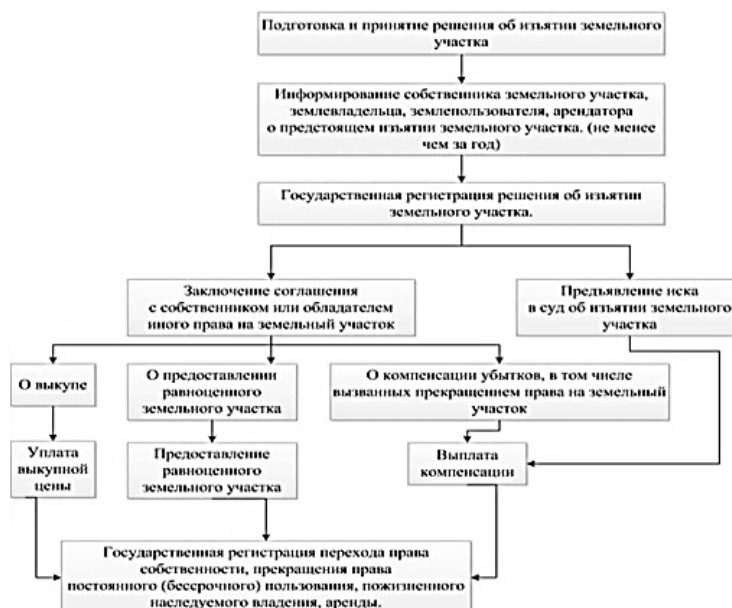 Подготовка и принятие решения об изъятии земельного
участка
Информирование собственника земельного участка,
землевладельца, землепользователя, арендатора
о предстоящем изъятии земельного участка. (не менее
чем за год)
Государственная регистрация решения об изъятии
земельного участка.
Заключение соглашения
с собственником или обладателем
иного права на земельный участок
Предъявление иска
в суд об изъятии земельного
участка
О выкупе
О предоставлении
равноценного
земельного участка
О компенсации убытков, в том числе
вызванных прекращением права на земельный
участок
Уплата
выкупной
цены
Предоставление
равноценного
земельного участка
Выплата
компенсации
Государственная регистрация перехода права
собственности, прекращения права
постоянного (бессрочного) пользования, пожизненного
наследуемого владения, аренды.